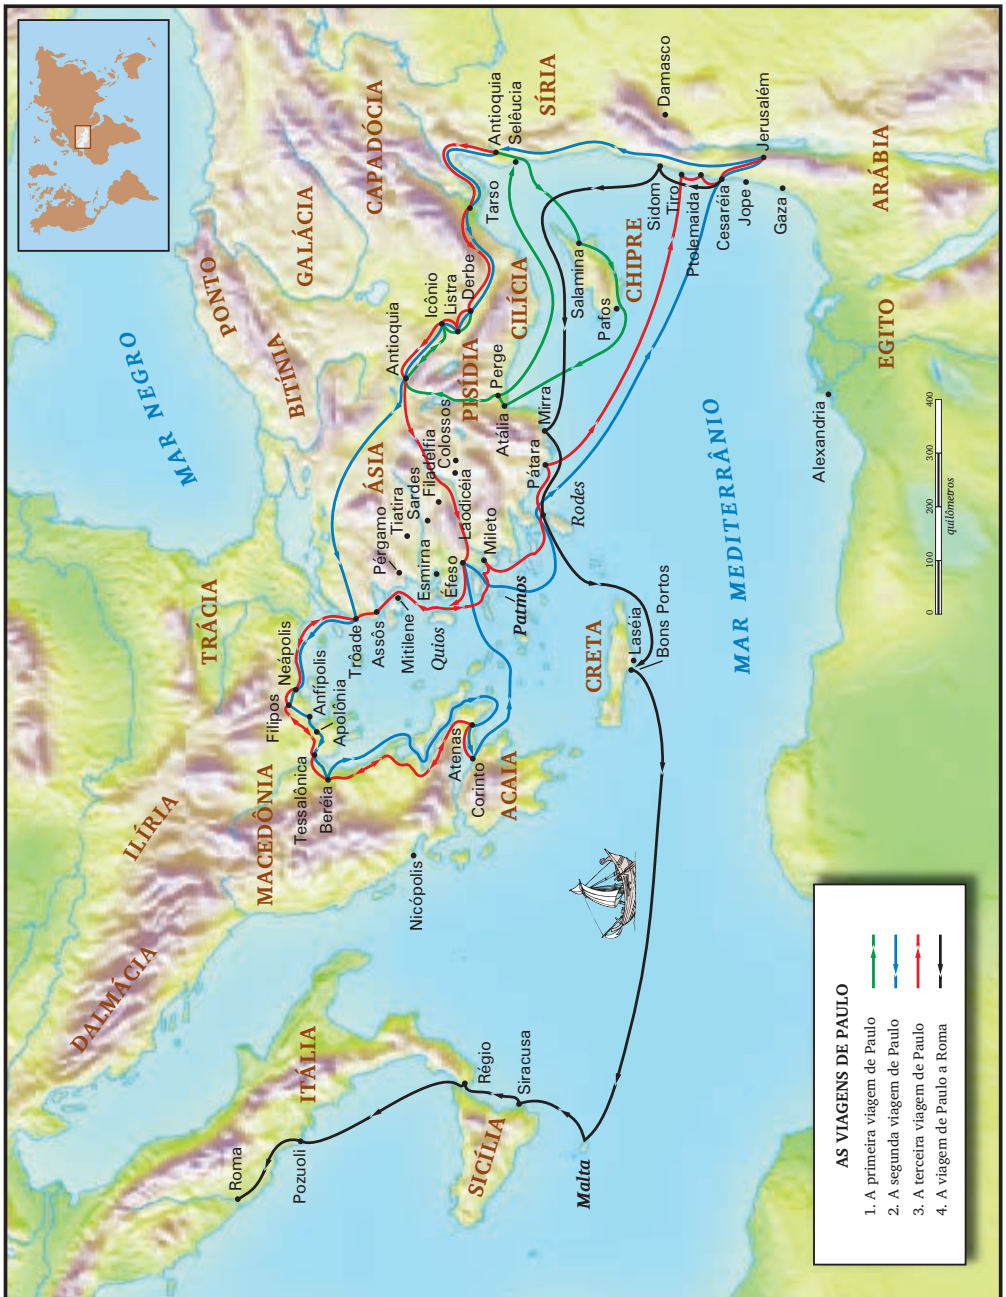 MAR NEGRO
PONTO
BITÍNIA
GALÁCIA
CAPADÓCIA
SÍRIA
ARÁBIA
EGITO
CILÍCIA
CHIPRE
PISÍDIA
ÁSIA
TRÁCIA
MACEDÔNIA
ILÍRIA
DALMÁCIA
ITÁLIA
SICÍLIA
ACAIA
CRETA
MAR MEDITERRÂNIO
Roma
Pozuoli
Régio
Siracusa
Malta
Nicópolis
Filipos
Neápolis
Anfípolis
Apolônia
Tessalônica
Beréia
Atenas
Corinto
Trôade
Assôs
Mitilene
Quios
Pérgamo
Tiatira
Sardes
Filadélfia
Esmirna
Éfeso
Laodicéia
Colossos
Mileto
Patmos
Rodes
Pátara
Mirra
Atália
Perge
Antioquia
Icônio
Listra
Derbe
Tarso
Antioquia
Selêucia
Salamina
Pafos
Damasco
Sidom
Tiro
Ptolemaida
Cesaréia
Jope
Jerusalém
Gaza
Alexandria
Laséia
Bons Portos
0 100 200 300 400
quilômetros
AS VIAGENS DE PAULO
1. A primeira viagem de Paulo
2. A segunda viagem de Paulo
3. A terceira viagem de Paulo
4. A viagem de Paulo a Roma